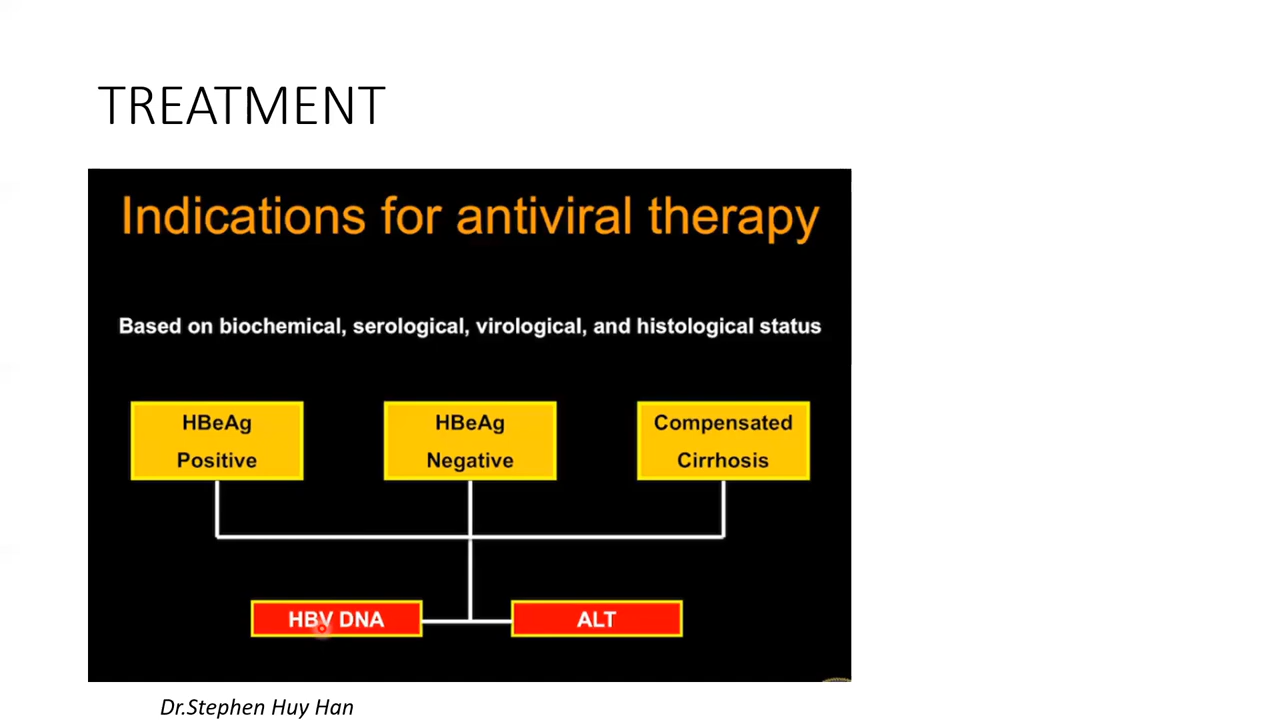 TREATMENT
Indications for antiviral therapy
Based on biochemical, serological, virological, and histological status
HBeAg
Positive
HBeAg
Negative
Compensated
Cirrhosis
HBV DNA
ALT
Dr.Stephen Huy Han